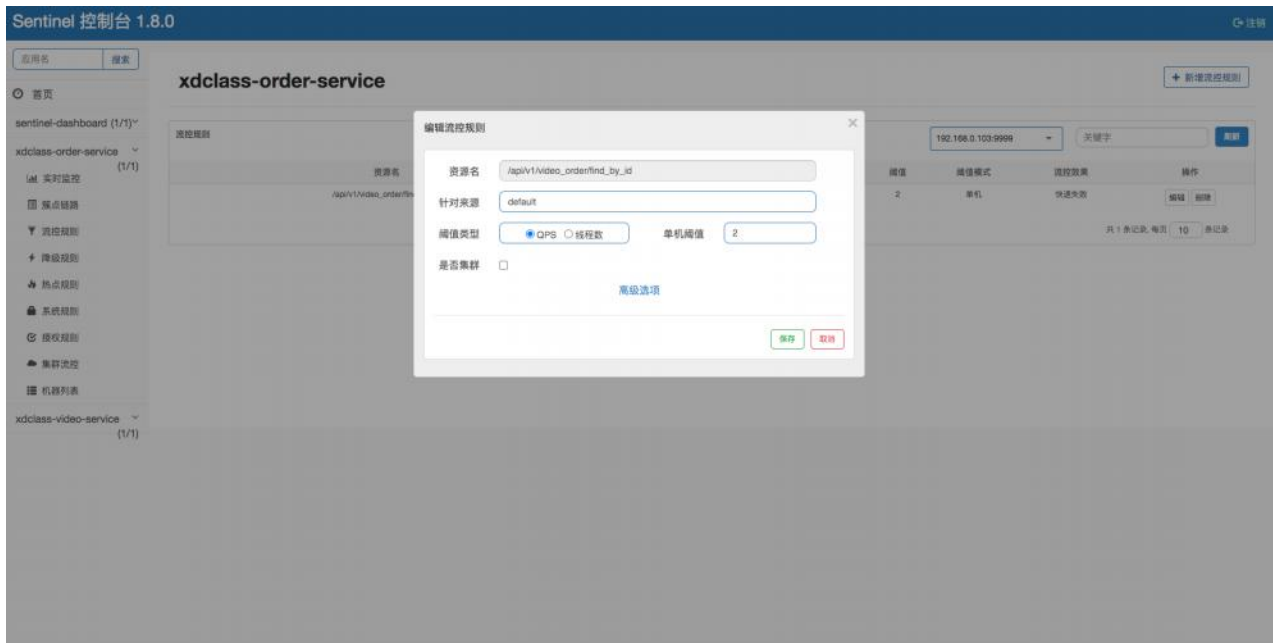 Sentinel 控制台 1.8.0
注销
应用名 搜索
首页
sentinel-dashboard (1/1)
xdclass-order-service
(1/1)
实时监控
簇点链路
流控规则
降级规则
热点规则
系统规则
授权规则
集群流控
机器列表
xdclass-video-service
(1/1)
xdclass-order-service
+ 新增流控规则
流控规则
192.168.0.103:9999 关键字 刷新
资源名 阈值 阈值模式 流控效果 操作
/api/v1/video_order/fin 2 单机 快速失败 编辑 删除
共 1 条记录, 每页 10 条记录
编辑流控规则
资源名 /api/v1/video_order/find_by_id
针对来源 default
阈值类型 QPS 线程数 单机阈值 2
是否集群
高级选项
保存 取消